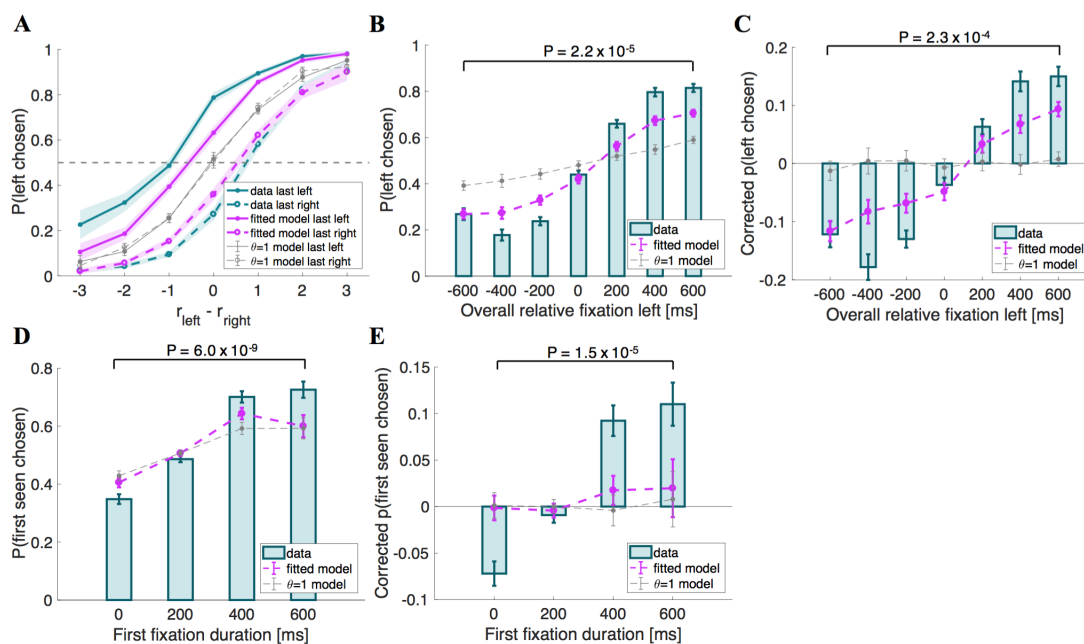 A
P(left chosen)
1
0.8
0.6
0.4
0.2
0
-3 -2 -1 0 1 2 3
r_left - r_right
data last left
data last right
fitted model last left
fitted model last right
θ=1 model last left
θ=1 model last right
B
P = 2.2 x 10^-5
P(left chosen)
1
0.8
0.6
0.4
0.2
0
-600 -400 -200 0 200 400 600
Overall relative fixation left [ms]
data
fitted model
θ=1 model
C
P = 2.3 x 10^-4
Corrected p(left chosen)
0.2
0.1
0
-0.1
-0.2
-600 -400 -200 0 200 400 600
Overall relative fixation left [ms]
data
fitted model
θ=1 model
D
P = 6.0 x 10^-9
P(first seen chosen)
0.8
0.6
0.4
0.2
0
0 200 400 600
First fixation duration [ms]
data
fitted model
θ=1 model
E
P = 1.5 x 10^-5
Corrected p(first seen chosen)
0.15
0.1
0.05
0
-0.05
-0.1
0 200 400 600
First fixation duration [ms]
data
fitted model
θ=1 model